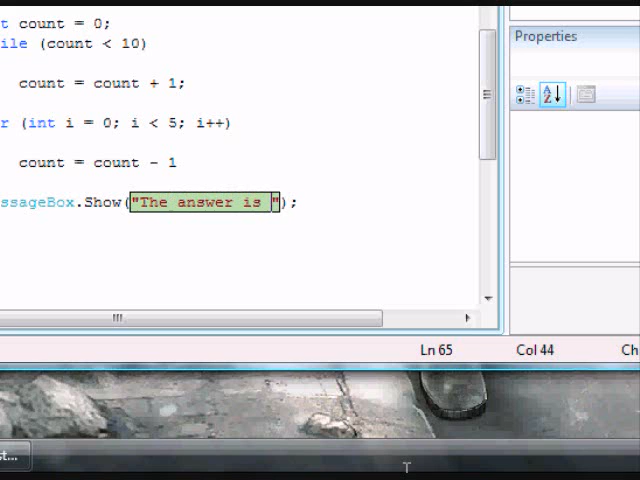 t count = 0;
ile (count < 10)
count = count + 1;
r (int i = 0; i < 5; i++)
count = count - 1
ssageBox.Show("The answer is ");
Properties
Ln 65 Col 44 Ch
st...